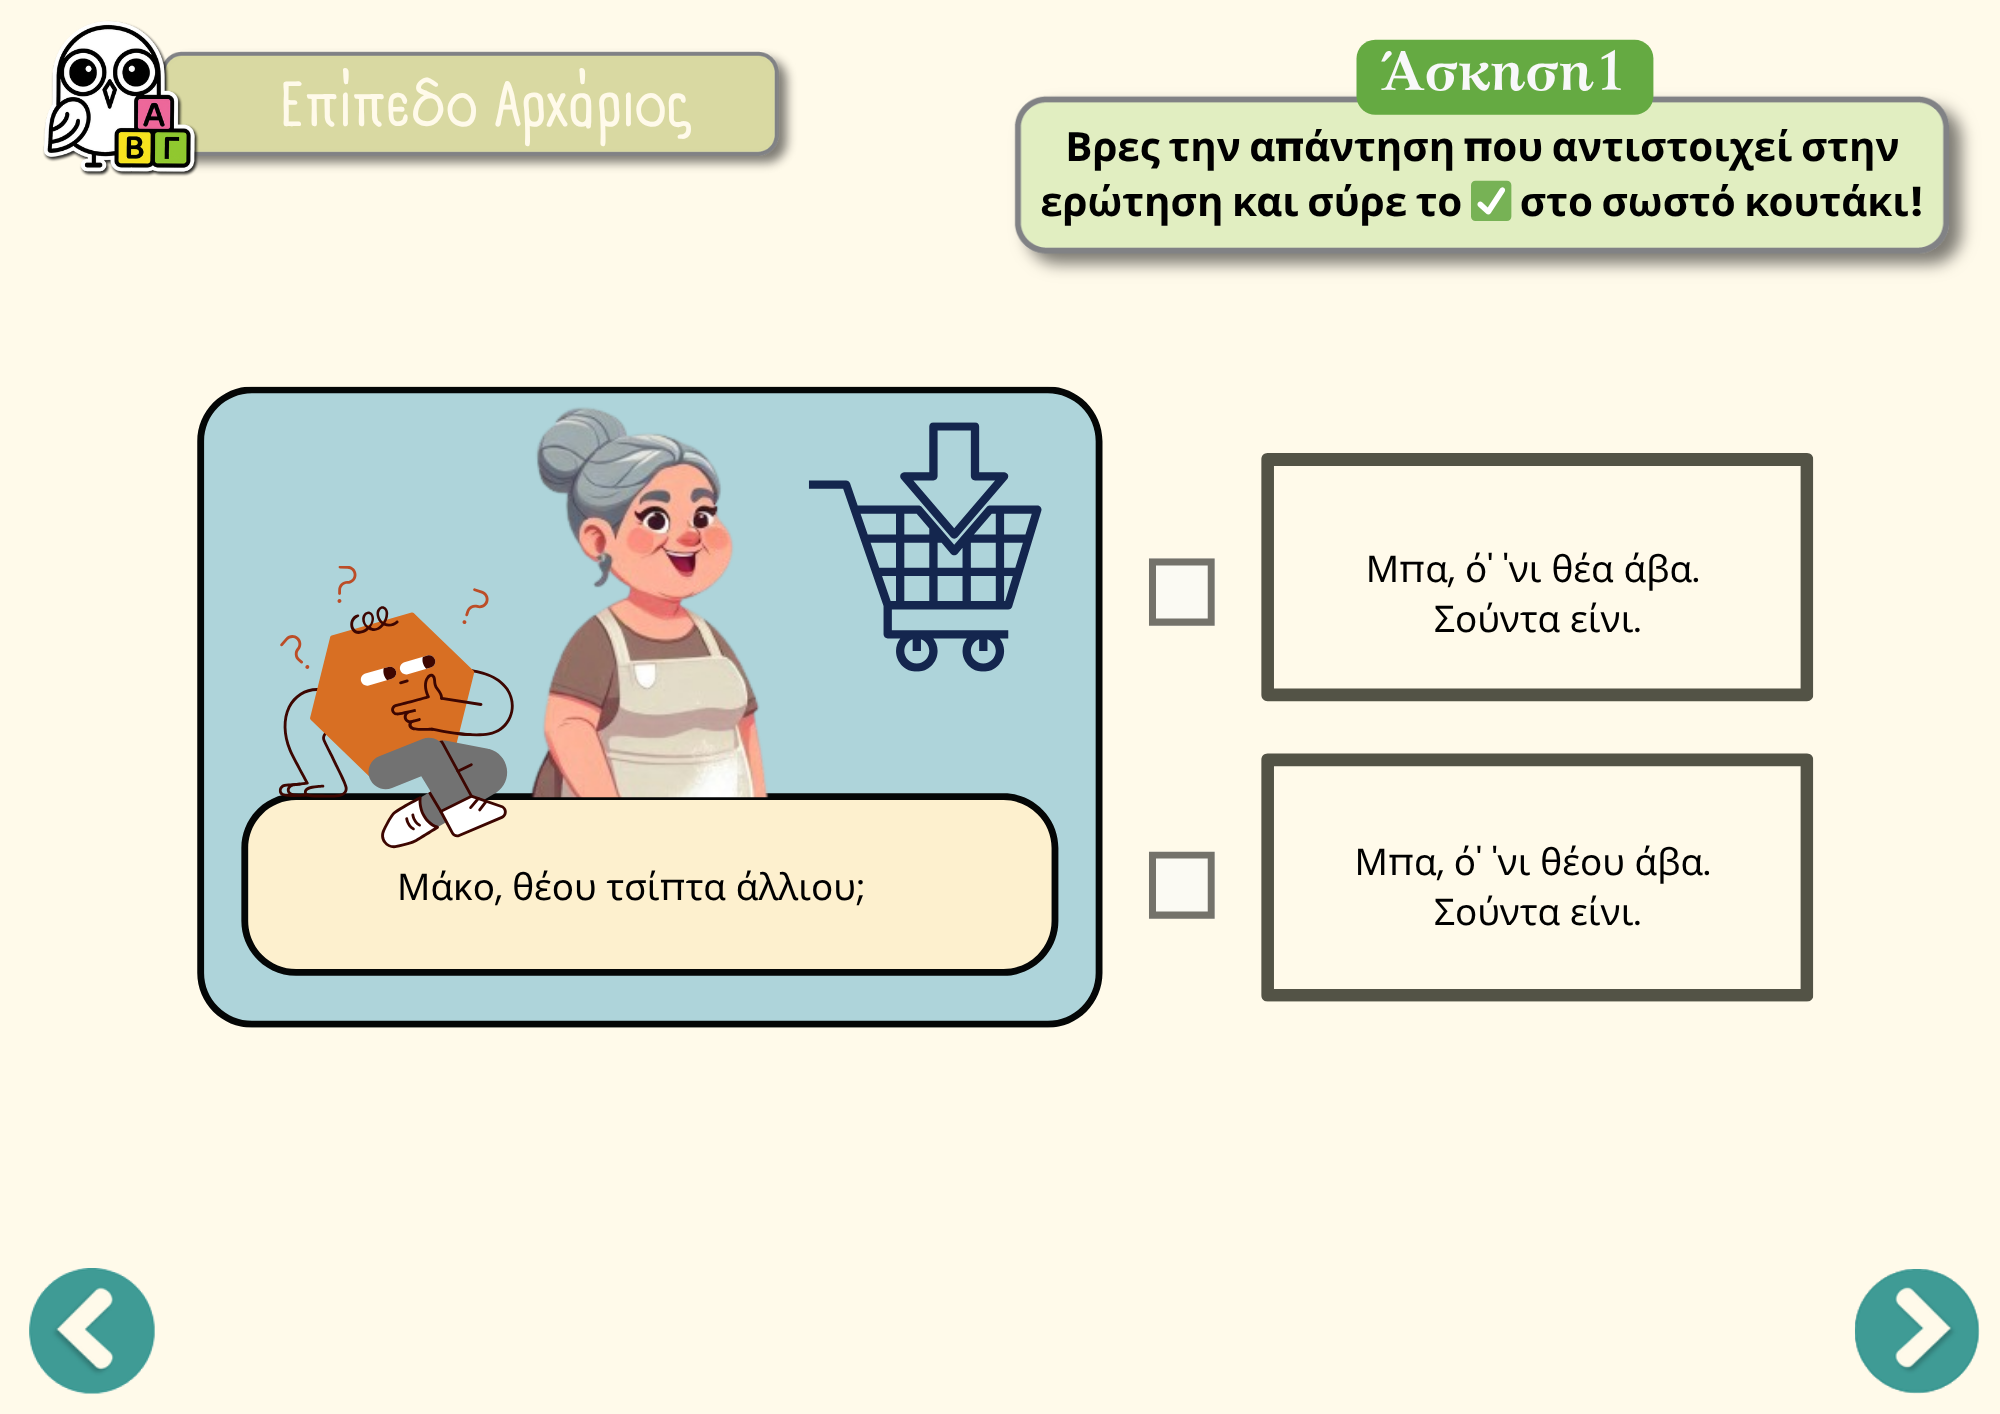 Επίπεδο Αρχάριος
Α
Β Γ
Άσκηση 1
Βρες την απάντηση που αντιστοιχεί στην
ερώτηση και σύρε το ✅ στο σωστό κουτάκι!
? ? ?
Μάκο, θέου τσίπτα άλλιου;
Μπα, ό' 'νι θέα άβα.
Σούντα είνι.
Μπα, ό' 'νι θέου άβα.
Σούντα είνι.